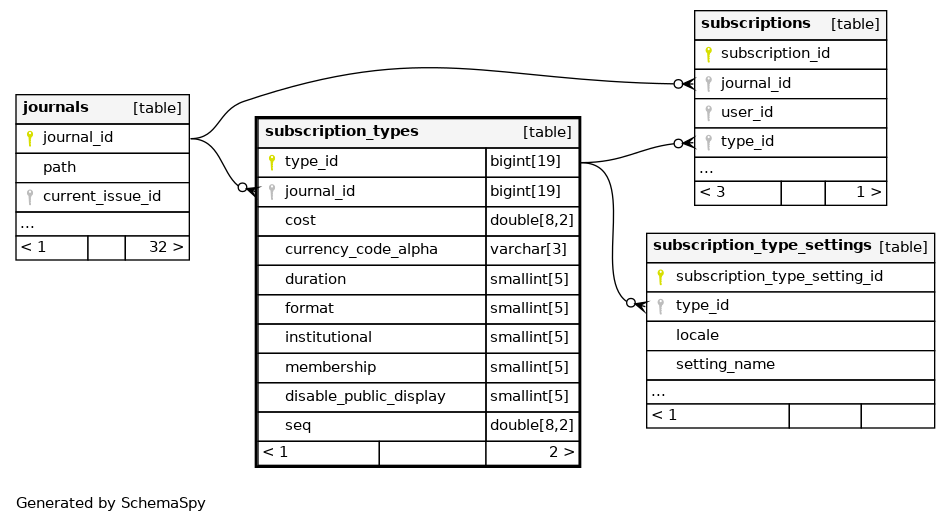 journals [table]
journal_id
path
current_issue_id
...
< 1 32 >
subscription_types [table]
type_id bigint[19]
journal_id bigint[19]
cost double[8,2]
currency_code_alpha varchar[3]
duration smallint[5]
format smallint[5]
institutional smallint[5]
membership smallint[5]
disable_public_display smallint[5]
seq double[8,2]
< 1 2 >
subscriptions [table]
subscription_id
journal_id
user_id
type_id
...
< 3 1 >
subscription_type_settings [table]
subscription_type_setting_id
type_id
locale
setting_name
...
< 1
Generated by SchemaSpy